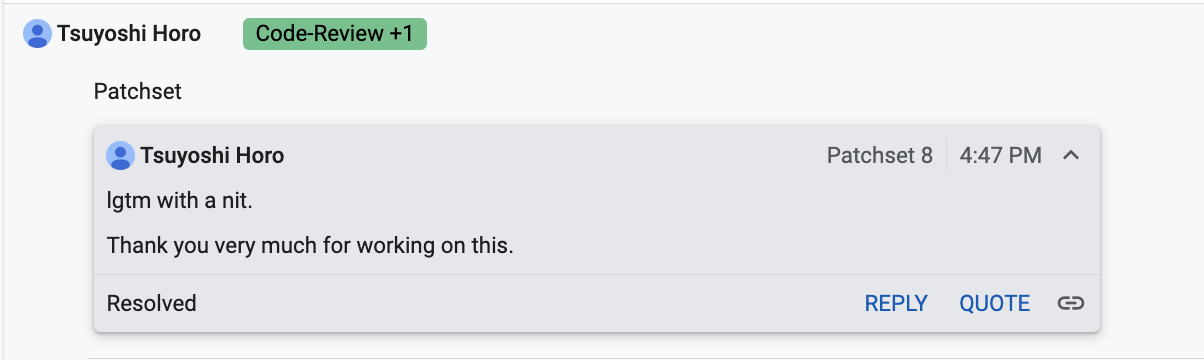 Tsuyoshi Horo Code-Review +1
Patchset
Tsuyoshi Horo Patchset 8 4:47 PM
lgtm with a nit.
Thank you very much for working on this.
Resolved REPLY QUOTE